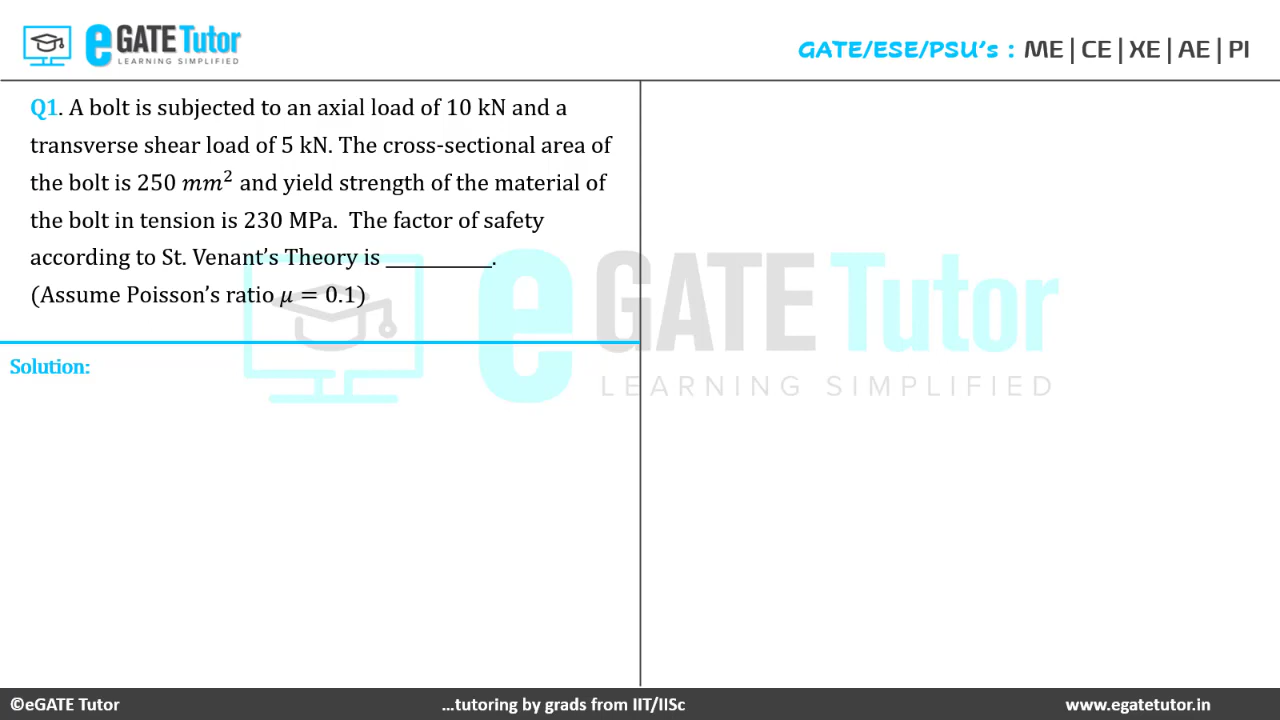 e GATE Tutor
LEARNING SIMPLIFIED
GATE/ESE/PSU's : ME | CE | XE | AE | PI
Q1. A bolt is subjected to an axial load of 10 kN and a
transverse shear load of 5 kN. The cross-sectional area of
the bolt is 250 𝑚𝑚² and yield strength of the material of
the bolt in tension is 230 MPa. The factor of safety
according to St. Venant’s Theory is __________.
(Assume Poisson’s ratio 𝜇 = 0.1)
e GATE Tutor
LEARNING SIMPLIFIED
Solution:
©eGATE Tutor
...tutoring by grads from IIT/IISc
www.egatetutor.in